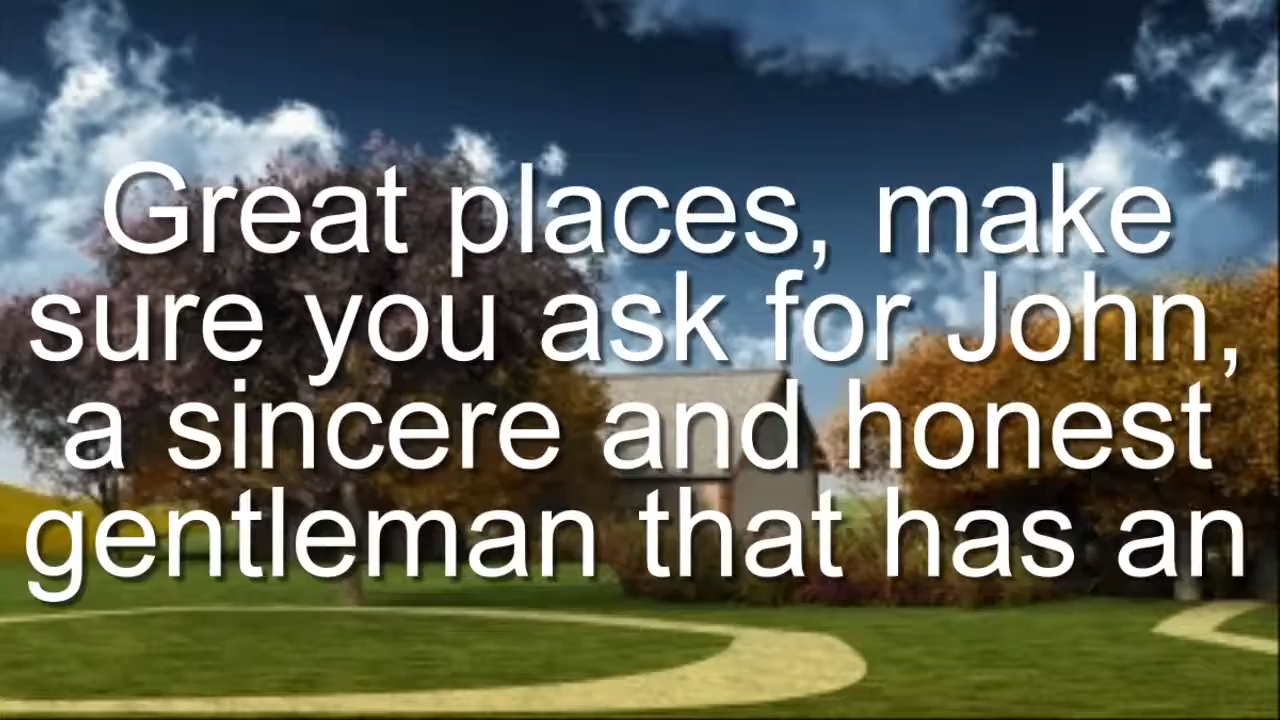 Great places, make
sure you ask for John,
a sincere and honest
gentleman that has an